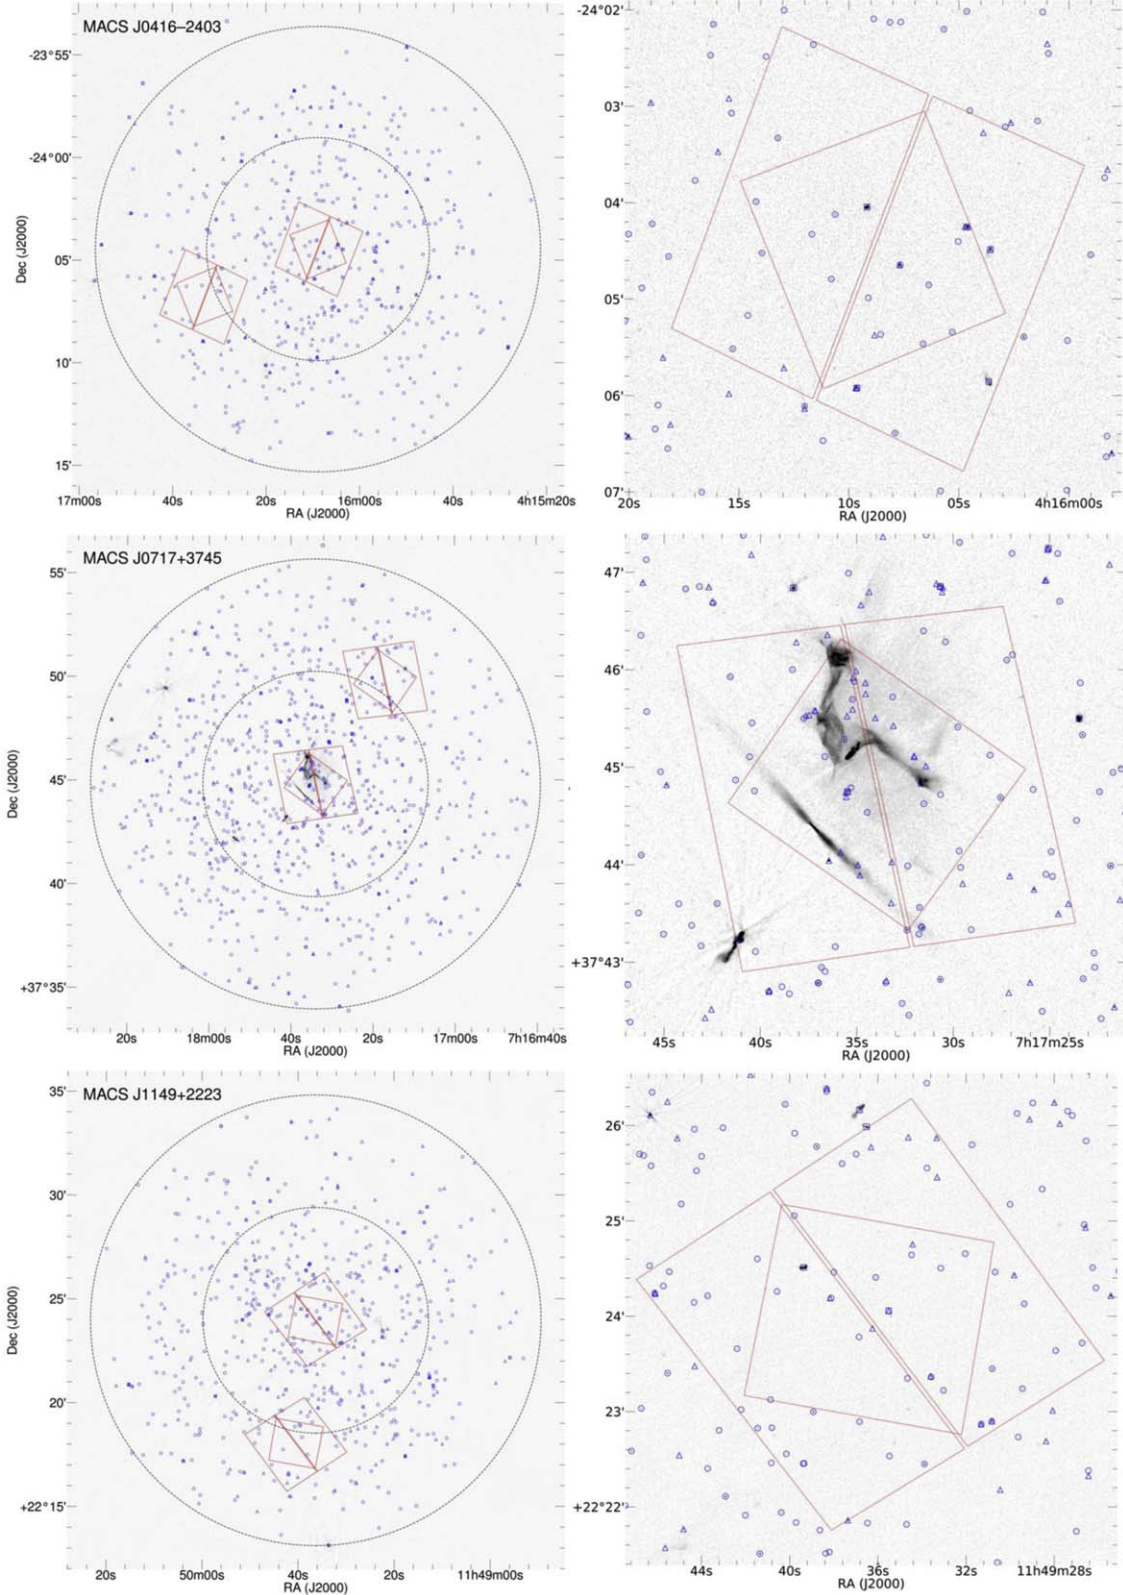 MACS J0416–2403
-23°55'
-24°00'
05'
10'
15'
Dec (J2000)
17m00s 40s 20s 16m00s 40s 4h15m20s
RA (J2000)
-24°02'
03'
04'
05'
06'
07'
20s 15s 10s 05s 4h16m00s
RA (J2000)
MACS J0717+3745
55'
50'
45'
40'
+37°35'
Dec (J2000)
20s 18m00s 40s 20s 17m00s 7h16m40s
RA (J2000)
47'
46'
45'
44'
+37°43'
45s 40s 35s 30s 7h17m25s
RA (J2000)
MACS J1149+2223
35'
30'
25'
20'
+22°15'
Dec (J2000)
20s 50m00s 40s 20s 11h49m00s
RA (J2000)
26'
25'
24'
23'
+22°22'
44s 40s 36s 32s 11h49m28s
RA (J2000)